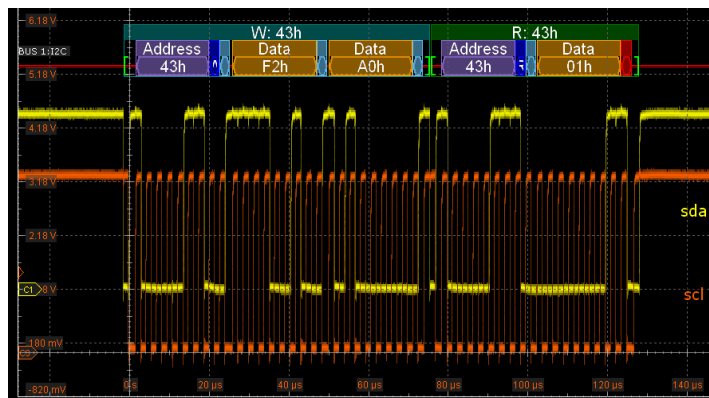 6.18 V
W: 43h R: 43h
BUS 1:I2C
Address Data Data Address Data
43h W F2h A0h 43h R 01h
5.18 V
4.18 V
3.18 V
2.18 V
sda
C1 8 V
scl
180 mV
-820,mV
0 s 20 µs 40 µs 60 µs 80 µs 100 µs 120 µs 140 µs